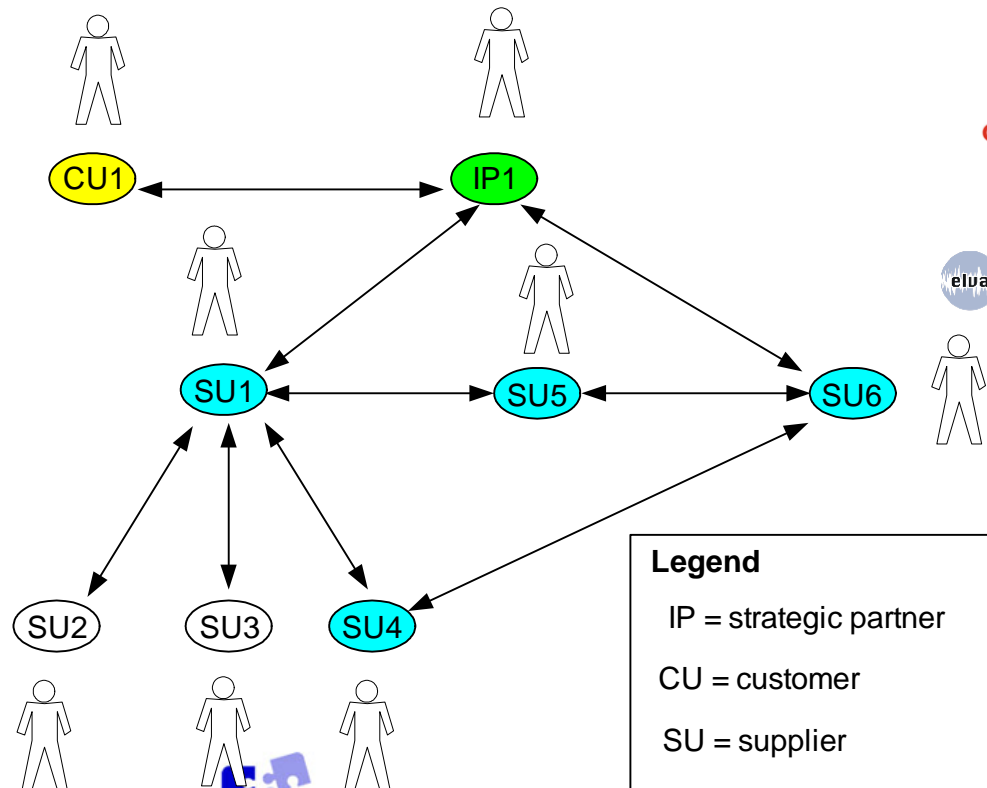 CU1
IP1
elva
SU1
SU5
SU6
SU2
SU3
SU4
Legend
IP = strategic partner
CU = customer
SU = supplier